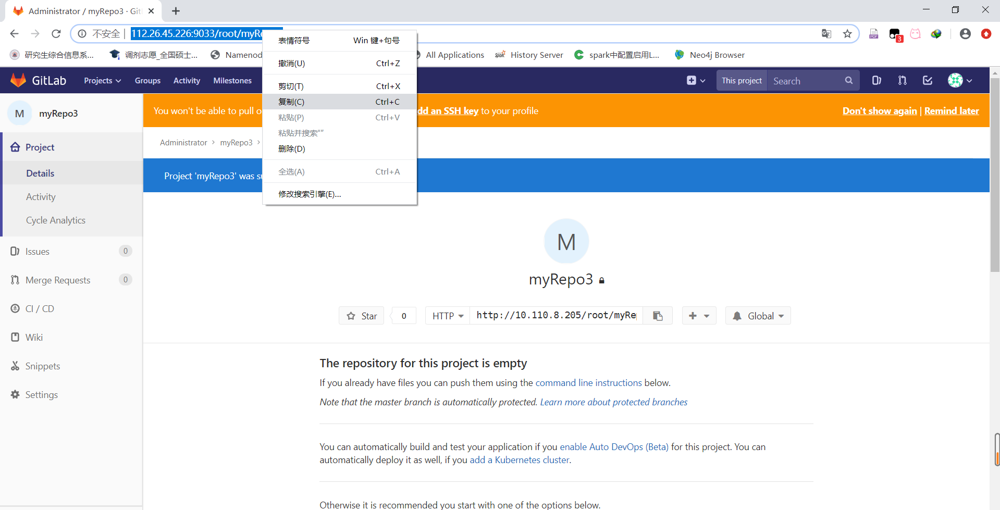 Administrator / myRepo3 · Git
不安全 | 112.26.45.226:9033/root/myRe
研究生综合信息系... 调剂志愿_全国硕士... Namenod All Applications History Server spark中配置启用L... Neo4j Browser
GitLab Projects Groups Activity Milestones This project Search
表情符号 Win 键+句号
撤消(U) Ctrl+Z
剪切(T) Ctrl+X
复制(C) Ctrl+C
粘贴(P) Ctrl+V
粘贴并搜索“”
删除(D)
全选(A) Ctrl+A
修改搜索引擎(E)...
M myRepo3
You won't be able to pull o dd an SSH key to your profile Don't show again | Remind later
Administrator > myRepo3 >
Project 'myRepo3' was su
Project
Details
Activity
Cycle Analytics
Issues 0
Merge Requests 0
CI / CD
Wiki
Snippets
Settings
M
myRepo3
Star 0 HTTP http://10.110.8.205/root/myRe Global
The repository for this project is empty
If you already have files you can push them using the command line instructions below.
Note that the master branch is automatically protected. Learn more about protected branches
You can automatically build and test your application if you enable Auto DevOps (Beta) for this project. You can
automatically deploy it as well, if you add a Kubernetes cluster.
Otherwise it is recommended you start with one of the options below.